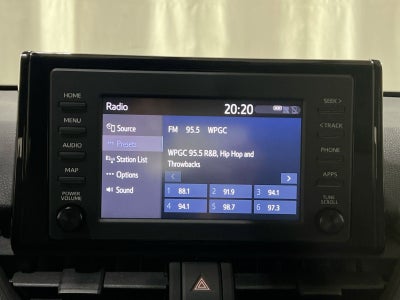 Radio
20:20
HOME
MENU
AUDIO
MAP
POWER
VOLUME
Source
Presets
Station List
Options
Sound
FM 95.5 WPGC
WPGC 95.5 R&B, Hip Hop and
Throwbacks
< >
1 88.1 2 91.9 3 94.1
4 94.1 5 98.7 6 97.3
SEEK >
< TRACK
PHONE
APPS
TUNE
SCROLL